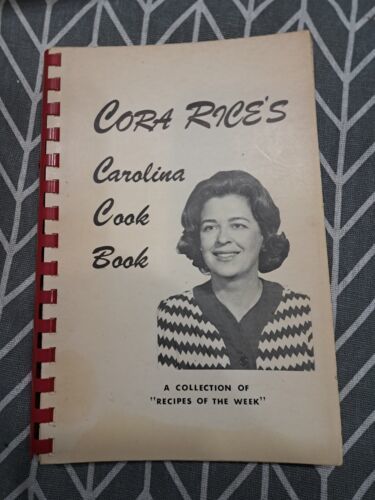 CORA RICE'S
Carolina
Cook
Book
A COLLECTION OF
"RECIPES OF THE WEEK"